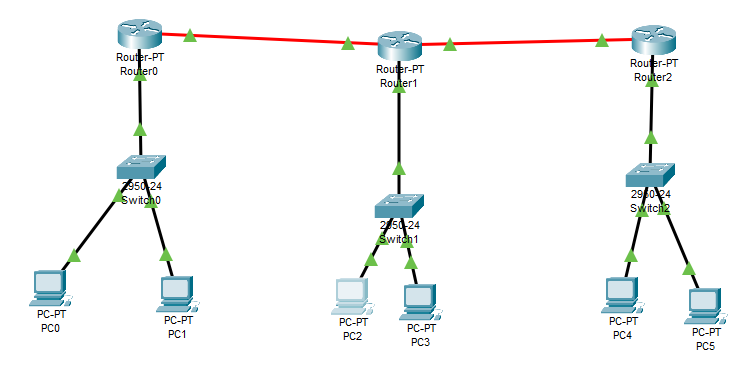 Router-PT
Router0
Router-PT
Router1
Router-PT
Router2
2950-24
Switch0
2950-24
Switch1
2950-24
Switch2
PC-PT
PC0
PC-PT
PC1
PC-PT
PC2
PC-PT
PC3
PC-PT
PC4
PC-PT
PC5